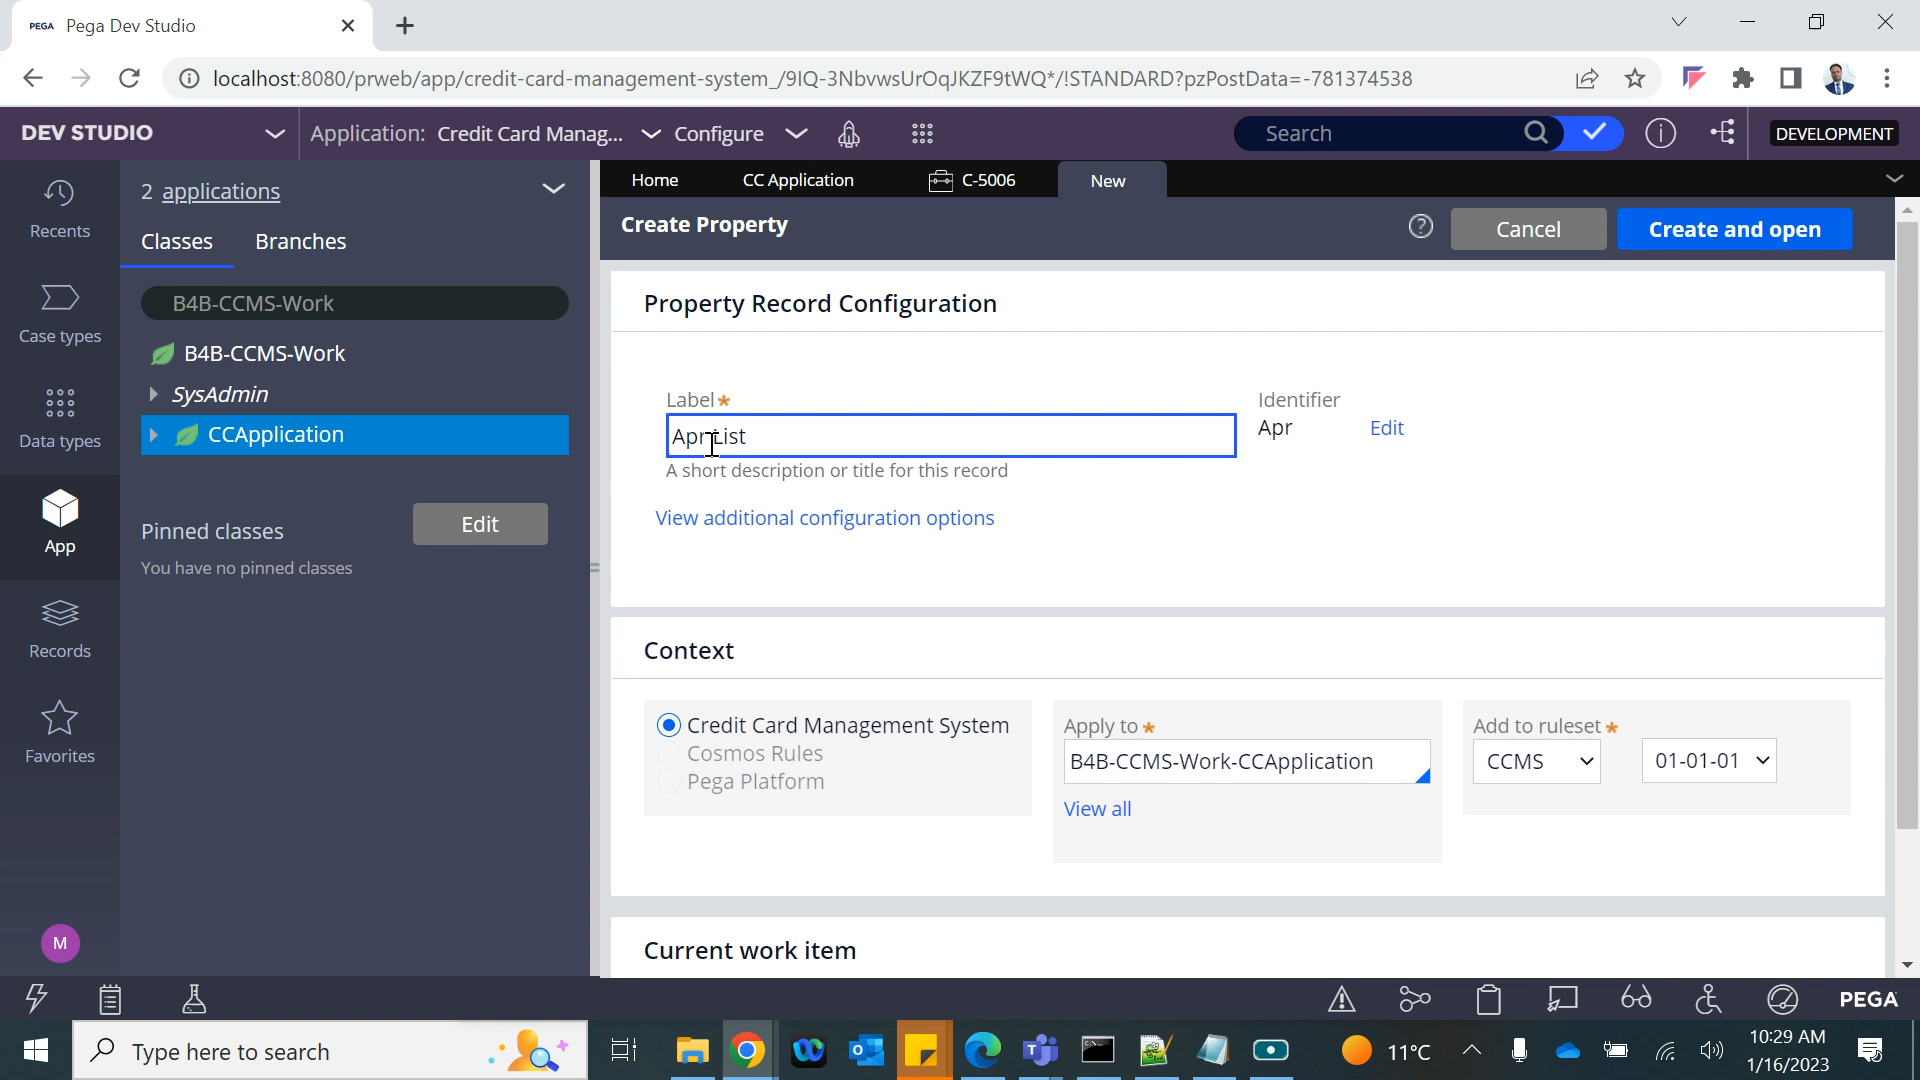 PEGA Pega Dev Studio
localhost:8080/prweb/app/credit-card-management-system_/9IQ-3NbvwsUrOqJKZF9tWQ*/!STANDARD?pzPostData=-781374538
DEV STUDIO Application: Credit Card Manag... Configure Search DEVELOPMENT
Recents
Case types
Data types
App
Records
Favorites
M
2 applications
Classes Branches
B4B-CCMS-Work
B4B-CCMS-Work
SysAdmin
CCApplication
Pinned classes Edit
You have no pinned classes
Home CC Application C-5006 New
Create Property Cancel Create and open
Property Record Configuration
Label* Identifier
Apr List Apr Edit
A short description or title for this record
View additional configuration options
Context
Credit Card Management System
Cosmos Rules
Pega Platform
Apply to*
B4B-CCMS-Work-CCApplication
View all
Add to ruleset*
CCMS 01-01-01
Current work item
PEGA
Type here to search
11°C
10:29 AM
1/16/2023